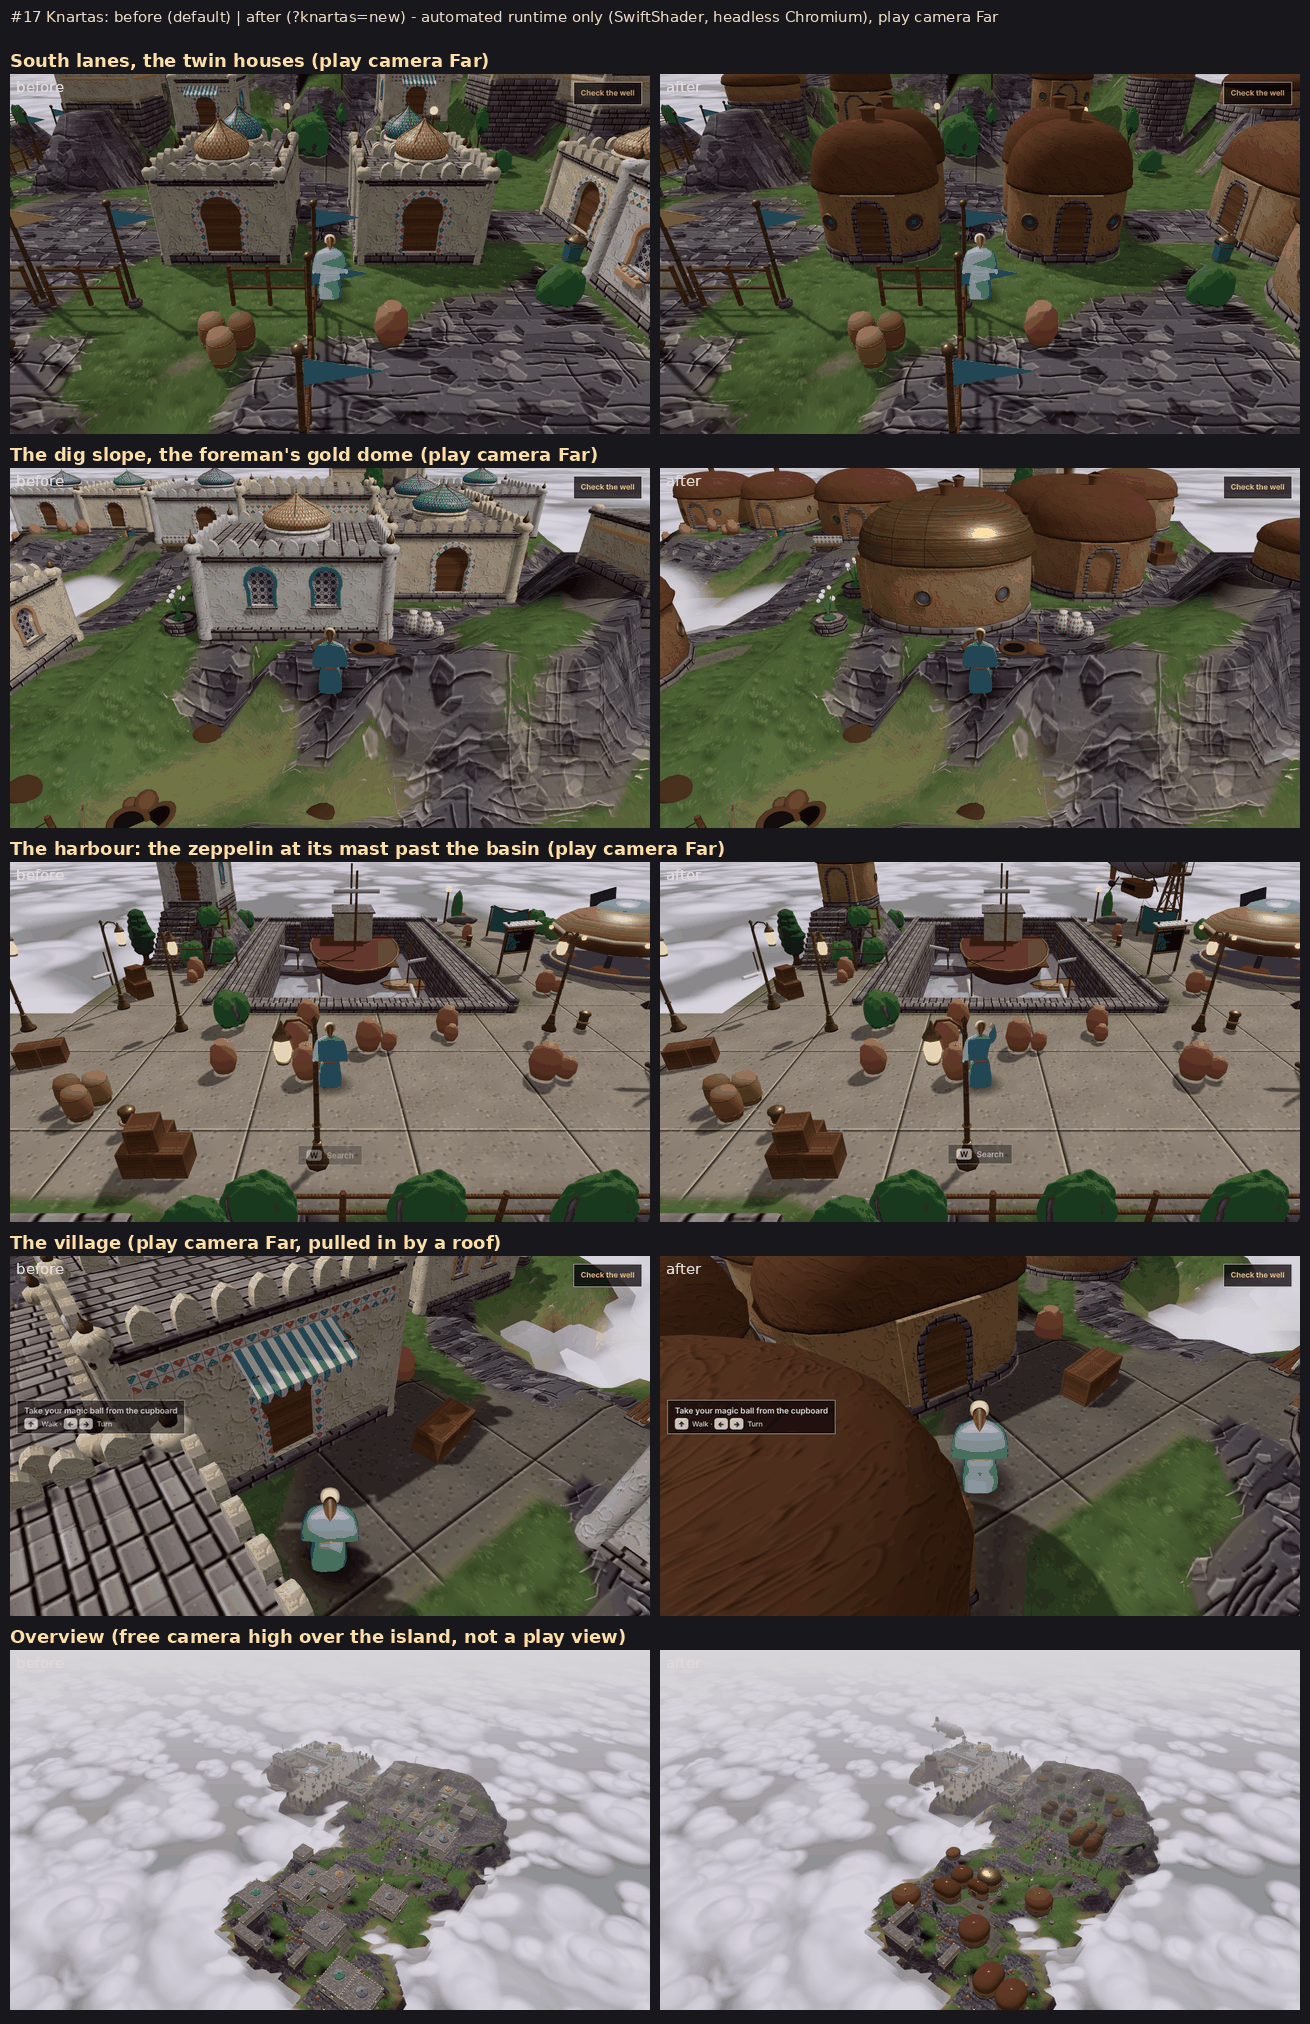 #17 Knartas: before (default) | after (?knartas=new) - automated runtime only (SwiftShader, headless Chromium), play camera Far
South lanes, the twin houses (play camera Far)
before
Check the well
after
Check the well
The dig slope, the foreman's gold dome (play camera Far)
before
Check the well
after
Check the well
The harbour: the zeppelin at its mast past the basin (play camera Far)
before
W Search
after
W Search
The village (play camera Far, pulled in by a roof)
before
Check the well
Take your magic ball from the cupboard
↑ Walk · ← → Turn
after
Check the well
Take your magic ball from the cupboard
↑ Walk · ← → Turn
Overview (free camera high over the island, not a play view)
before
after